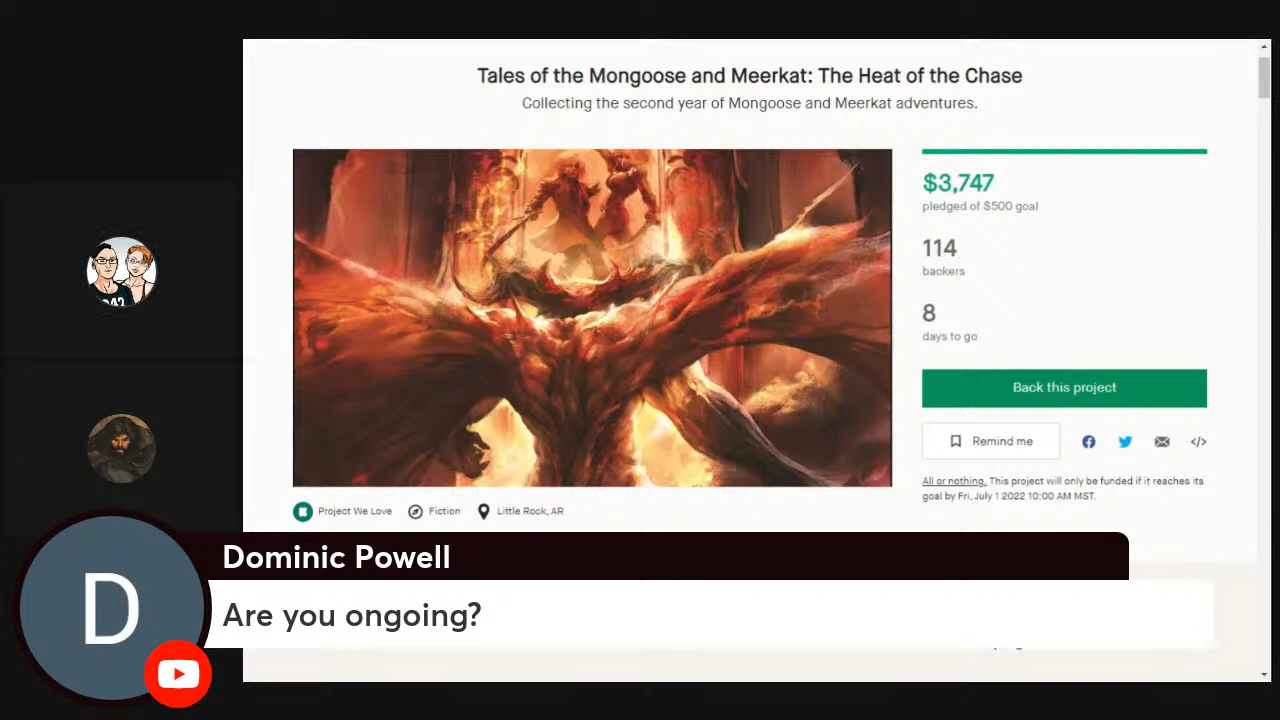 Tales of the Mongoose and Meerkat: The Heat of the Chase
Collecting the second year of Mongoose and Meerkat adventures.
$3,747
pledged of $500 goal
114
backers
8
days to go
Back this project
Remind me
</>
All or nothing. This project will only be funded if it reaches its
goal by Fri, July 1 2022 10:00 AM MST.
Project We Love
Fiction
Little Rock, AR
D
Dominic Powell
Are you ongoing?